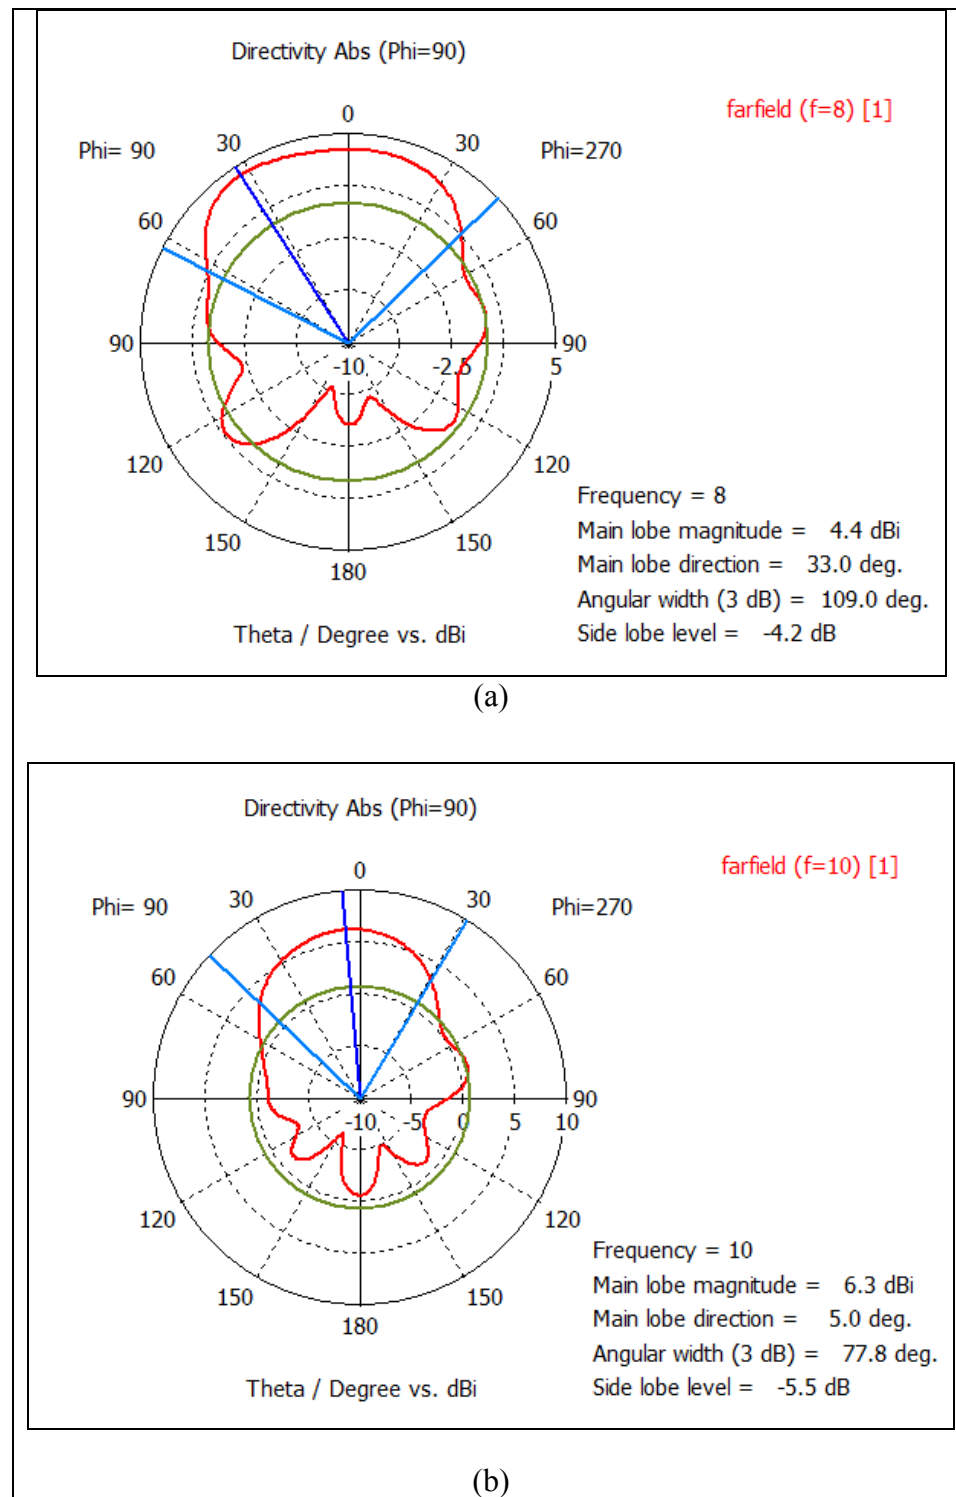 Directivity Abs (Phi=90)
farfield (f=8) [1]
0
30
30
Phi= 90
Phi=270
60
60
90
-10
-2.5
5
90
120
120
150
150
180
Frequency = 8
Main lobe magnitude = 4.4 dBi
Main lobe direction = 33.0 deg.
Angular width (3 dB) = 109.0 deg.
Side lobe level = -4.2 dB
Theta / Degree vs. dBi
(a)
Directivity Abs (Phi=90)
farfield (f=10) [1]
0
30
30
Phi= 90
Phi=270
60
60
90
-10
-5
0
5
10
90
120
120
150
150
180
Frequency = 10
Main lobe magnitude = 6.3 dBi
Main lobe direction = 5.0 deg.
Angular width (3 dB) = 77.8 deg.
Side lobe level = -5.5 dB
Theta / Degree vs. dBi
(b)